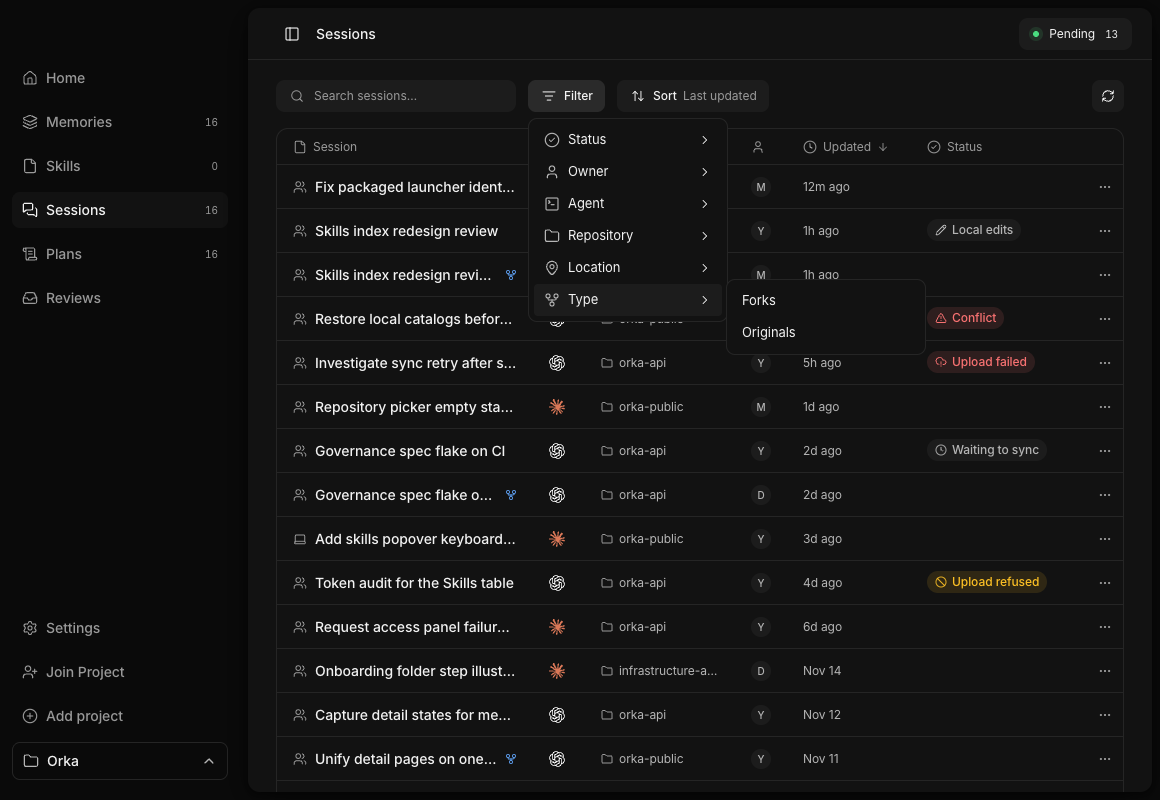 Sessions
Pending 13
Home
Memories 16
Skills 0
Sessions 16
Plans 16
Reviews
Settings
Join Project
Add project
Orka
Search sessions...
Filter
Sort Last updated
Session
Updated
Status
Status
Owner
Agent
Repository
Location
Type
Forks
Originals
Fix packaged launcher ident... M 12m ago
Skills index redesign review Y 1h ago Local edits
Skills index redesign revi... M 1h ago
Restore local catalogs befor... Conflict
Investigate sync retry after s... orka-api Y 5h ago Upload failed
Repository picker empty sta... orka-public M 1d ago
Governance spec flake on CI orka-api Y 2d ago Waiting to sync
Governance spec flake o... orka-api D 2d ago
Add skills popover keyboard... orka-public Y 3d ago
Token audit for the Skills table orka-api Y 4d ago Upload refused
Request access panel failur... orka-api Y 6d ago
Onboarding folder step illust... infrastructure-a... D Nov 14
Capture detail states for me... orka-api Y Nov 12
Unify detail pages on one... orka-public Y Nov 11